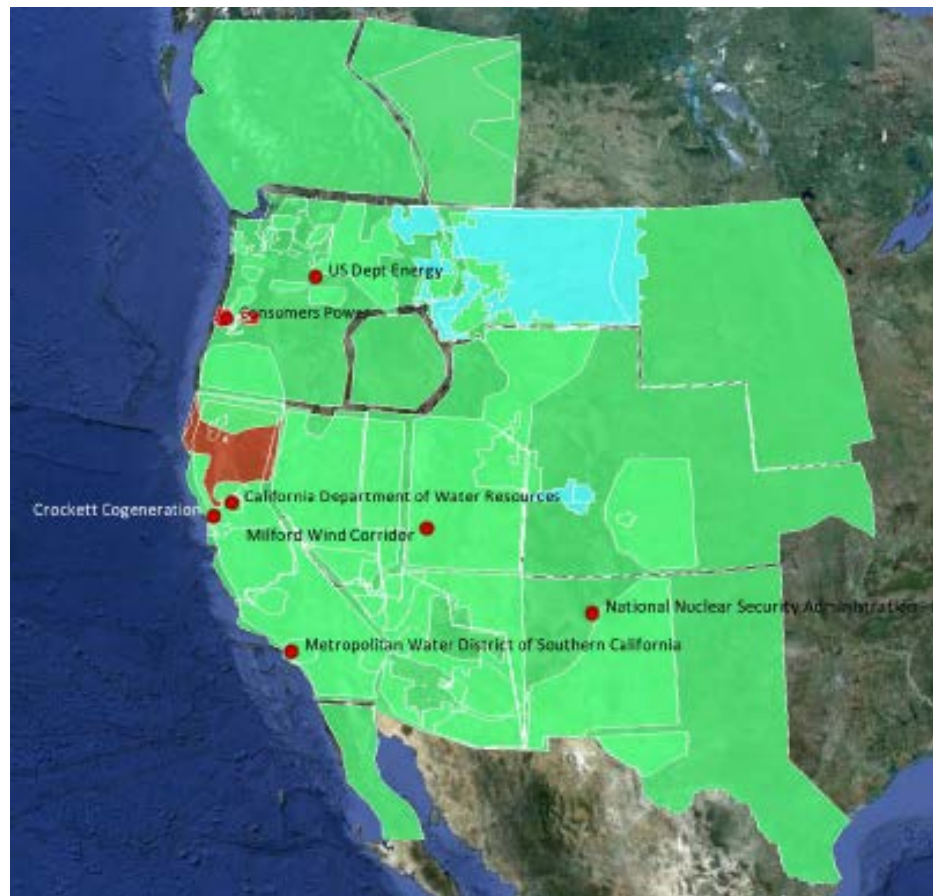 US Dept Energy
Consumers Power
California Department of Water Resources
Crockett Cogeneration
Milford Wind Corridor
National Nuclear Security Administration -
Metropolitan Water District of Southern California